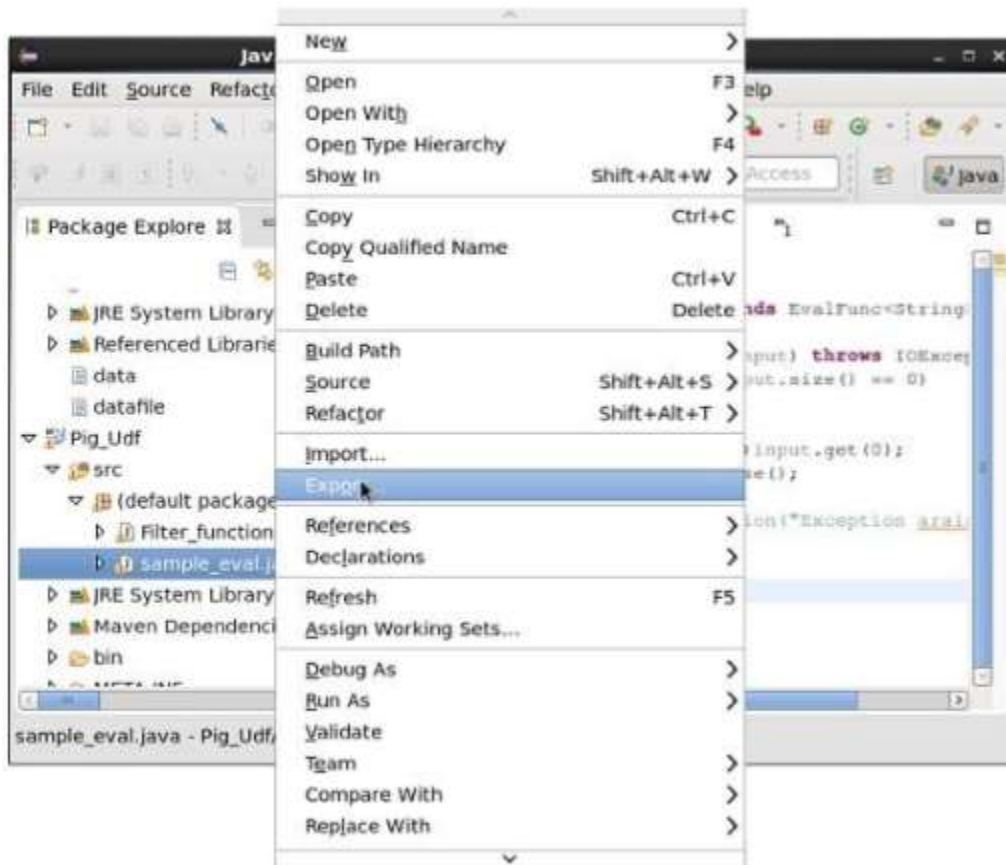 Jav
File Edit Source Refacto
elp
Access
Java
Package Explore
JRE System Library
Referenced Librarie
data
datafile
Pig_Udf
src
(default package
Filter_function
sample_eval.ja
JRE System Library
Maven Dependenci
bin
META-INF
sample_eval.java - Pig_Udf/
New
Open F3
Open With
Open Type Hierarchy F4
Show In Shift+Alt+W
Copy Ctrl+C
Copy Qualified Name
Paste Ctrl+V
Delete Delete
Build Path
Source Shift+Alt+S
Refactor Shift+Alt+T
Import...
Export...
References
Declarations
Refresh F5
Assign Working Sets...
Debug As
Run As
Validate
Team
Compare With
Replace With
nds EvalFunc<String
nput) throws IOExcep
put.size() == 0)
input.get(0);
se();
ion("Exception arai